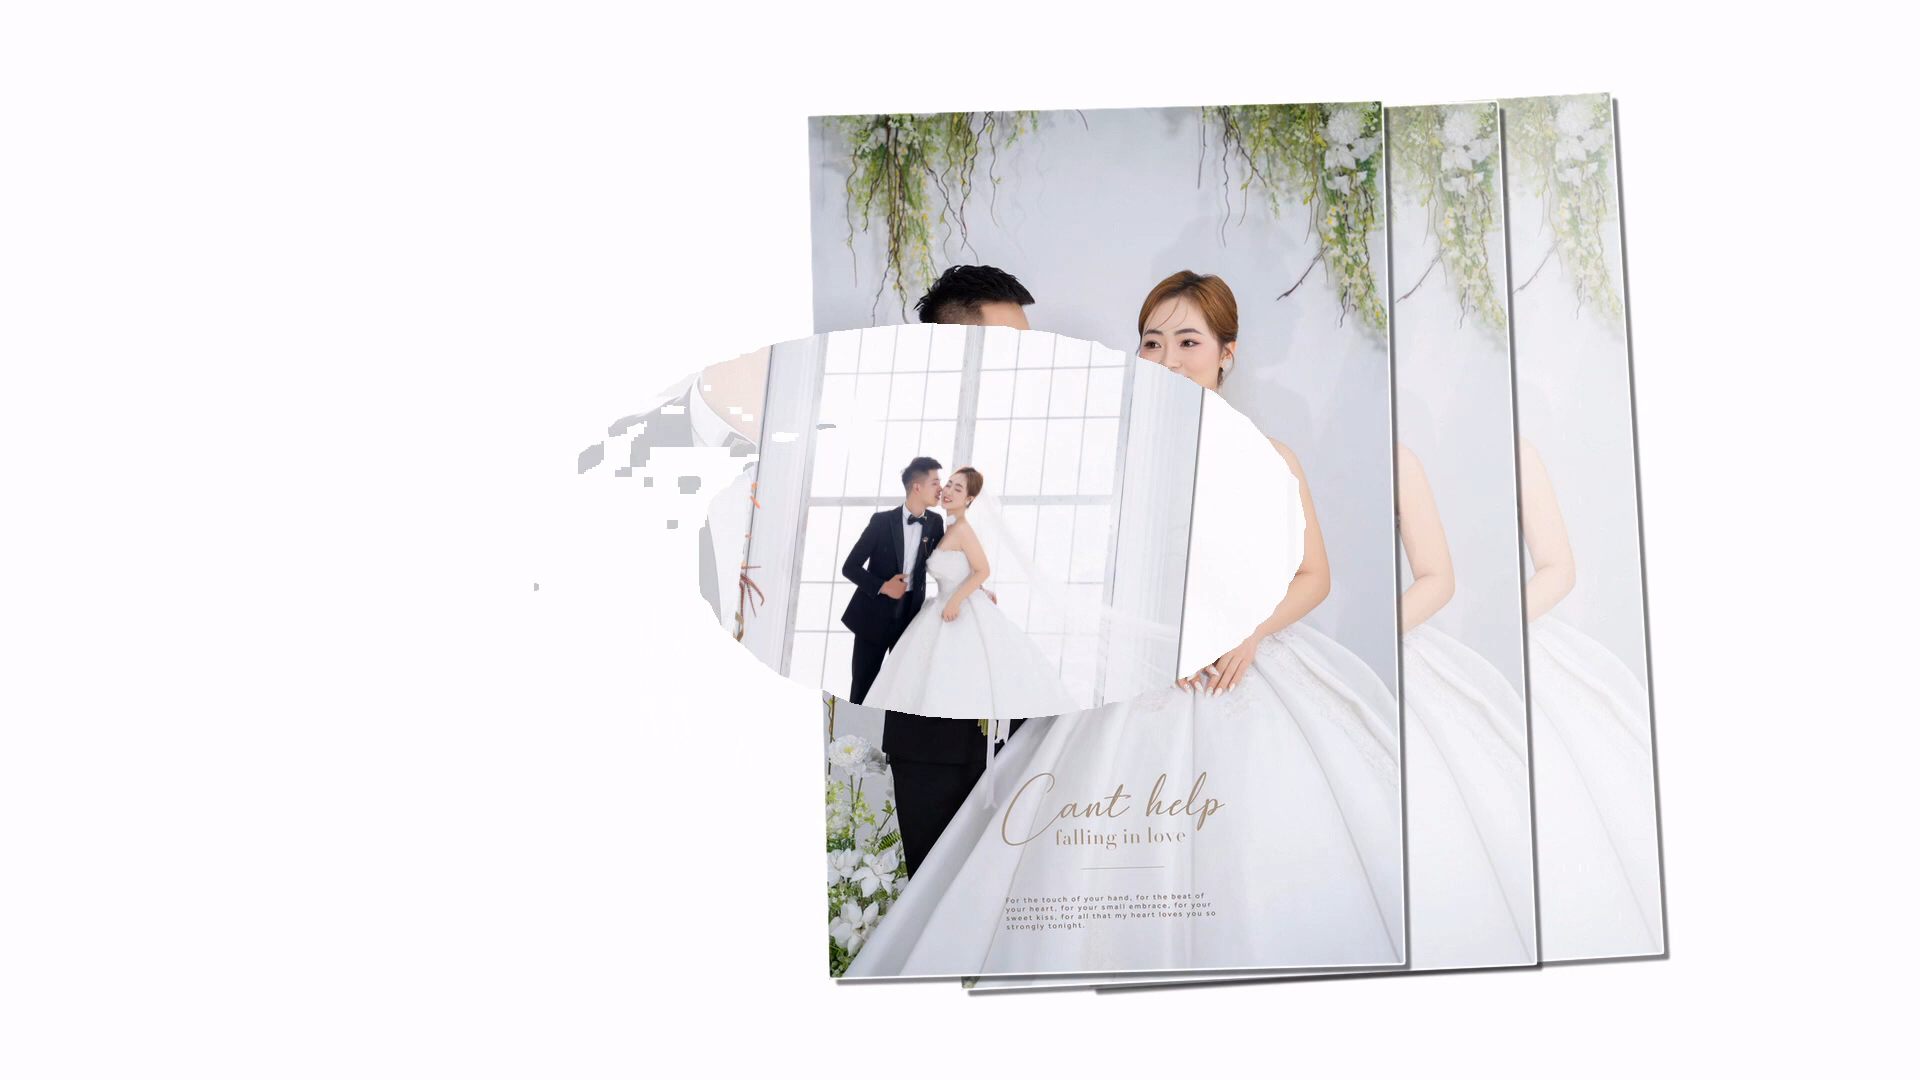 Cant help
falling in love
For the touch of your hand, for the beat of
your heart, for your small embrace, for your
sweet kiss, for all that my heart loves you so
strongly tonight.